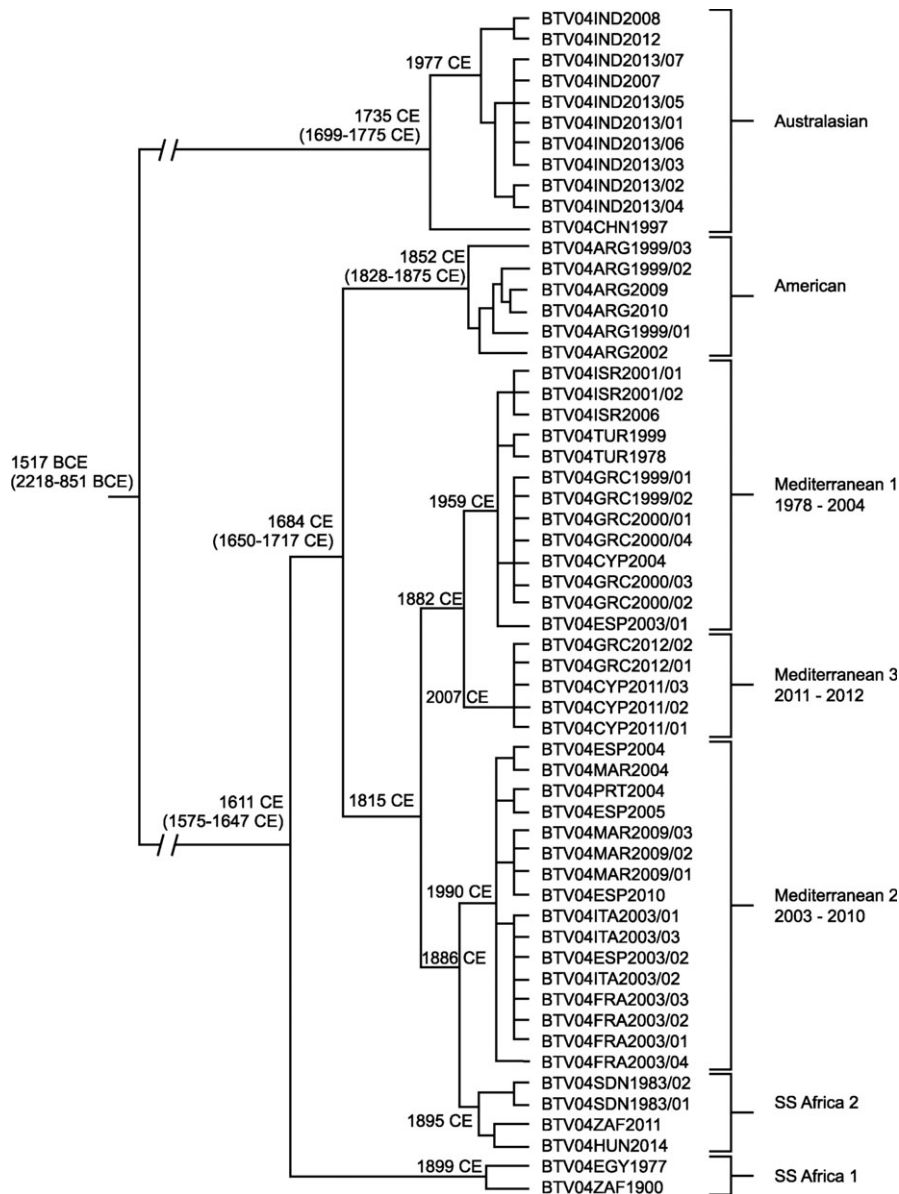 BTV04IND2008
BTV04IND2012
1977 CE
BTV04IND2013/07
BTV04IND2007
BTV04IND2013/05
1735 CE
(1699-1775 CE)
BTV04IND2013/01
Australasian
BTV04IND2013/06
BTV04IND2013/03
BTV04IND2013/02
BTV04IND2013/04
BTV04CHN1997
1852 CE
(1828-1875 CE)
BTV04ARG1999/03
BTV04ARG1999/02
American
BTV04ARG2009
BTV04ARG2010
BTV04ARG1999/01
BTV04ARG2002
BTV04ISR2001/01
BTV04ISR2001/02
BTV04ISR2006
BTV04TUR1999
BTV04TUR1978
1517 BCE
(2218-851 BCE)
BTV04GRC1999/01
Mediterranean 1
1978 - 2004
1959 CE
BTV04GRC1999/02
1684 CE
(1650-1717 CE)
BTV04GRC2000/01
BTV04GRC2000/04
BTV04CYP2004
BTV04GRC2000/03
BTV04GRC2000/02
1882 CE
BTV04ESP2003/01
BTV04GRC2012/02
BTV04GRC2012/01
Mediterranean 3
2011 - 2012
BTV04CYP2011/03
2007 CE
BTV04CYP2011/02
BTV04CYP2011/01
BTV04ESP2004
BTV04MAR2004
BTV04PRT2004
1611 CE
(1575-1647 CE)
1815 CE
BTV04ESP2005
BTV04MAR2009/03
BTV04MAR2009/02
BTV04MAR2009/01
1990 CE
BTV04ESP2010
Mediterranean 2
2003 - 2010
BTV04ITA2003/01
BTV04ITA2003/03
1886 CE
BTV04ESP2003/02
BTV04ITA2003/02
BTV04FRA2003/03
BTV04FRA2003/02
BTV04FRA2003/01
BTV04FRA2003/04
BTV04SDN1983/02
BTV04SDN1983/01
SS Africa 2
1895 CE
BTV04ZAF2011
BTV04HUN2014
1899 CE
BTV04EGY1977
SS Africa 1
BTV04ZAF1900